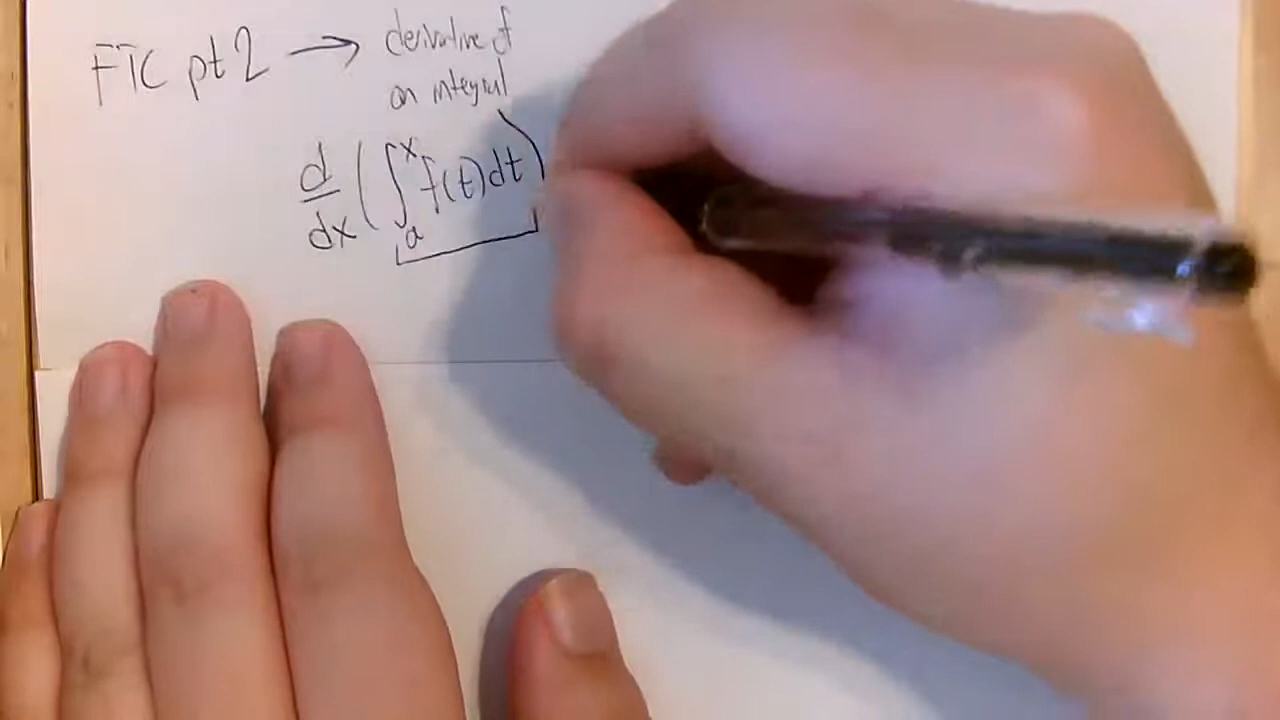 FTC pt 2 → derivative of
an integral
d/dx (∫_a^x f(t)dt)